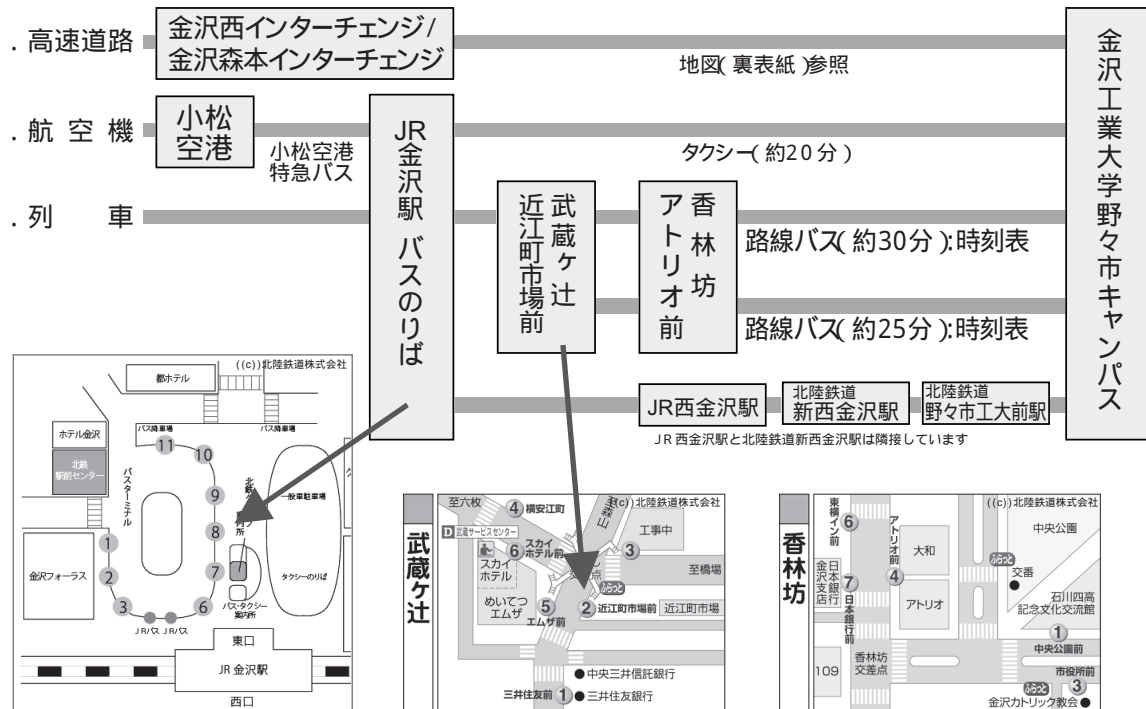 . 高速道路
金沢西インターチェンジ/
金沢森本インターチェンジ
地図( 裏表紙 )参照
. 航 空 機
小松
空港
小松空港
特急バス
JR金沢駅 バスのりば
タクシー( 約20 分 )
. 列 車
武蔵ヶ辻
近江町市場前
香林坊
アトリオ前
路線バス( 約30分 ):時刻表
路線バス( 約25分 ):時刻表
JR西金沢駅
北陸鉄道
新西金沢駅
北陸鉄道
野々市工大前駅
JR 西金沢駅と北陸鉄道新西金沢駅は隣接しています
金沢工業大学野々市キャンパス
((c))北陸鉄道株式会社
都ホテル
バス降車場
バス降車場
ホテル金沢
北鉄
駅前センター
バスターミナル
11
10
9
8
7
6
1
2
3
案内所
一般車駐車場
金沢フォーラス
タクシーのりば
バス・タクシー
案内所
JRバス JRバス
東口
JR 金沢駅
西口
武蔵ヶ辻
至六枚
4 横安江町
至森山
(c))北陸鉄道株式会社
D 武蔵サービスセンター
工事中
6 スカイ
ホテル前
スカイ
ホテル
3
交差点
至橋場
ふらっと
めいてつ
エムザ
5
エムザ前
2 近江町市場前
近江町市場
● 中央三井信託銀行
三井住友前 1 ● 三井住友銀行
香林坊
((c))北陸鉄道株式会社
東横イン前
6
アトリオ前
4
大和
中央公園
ふらっと
交番
日本銀行
金沢支店
7
日本銀行前
アトリオ
石川四高
記念文化交流館
1
中央公園前
109
香林坊
交差点
市役所前
ふらっと 3
金沢カトリック教会 ●